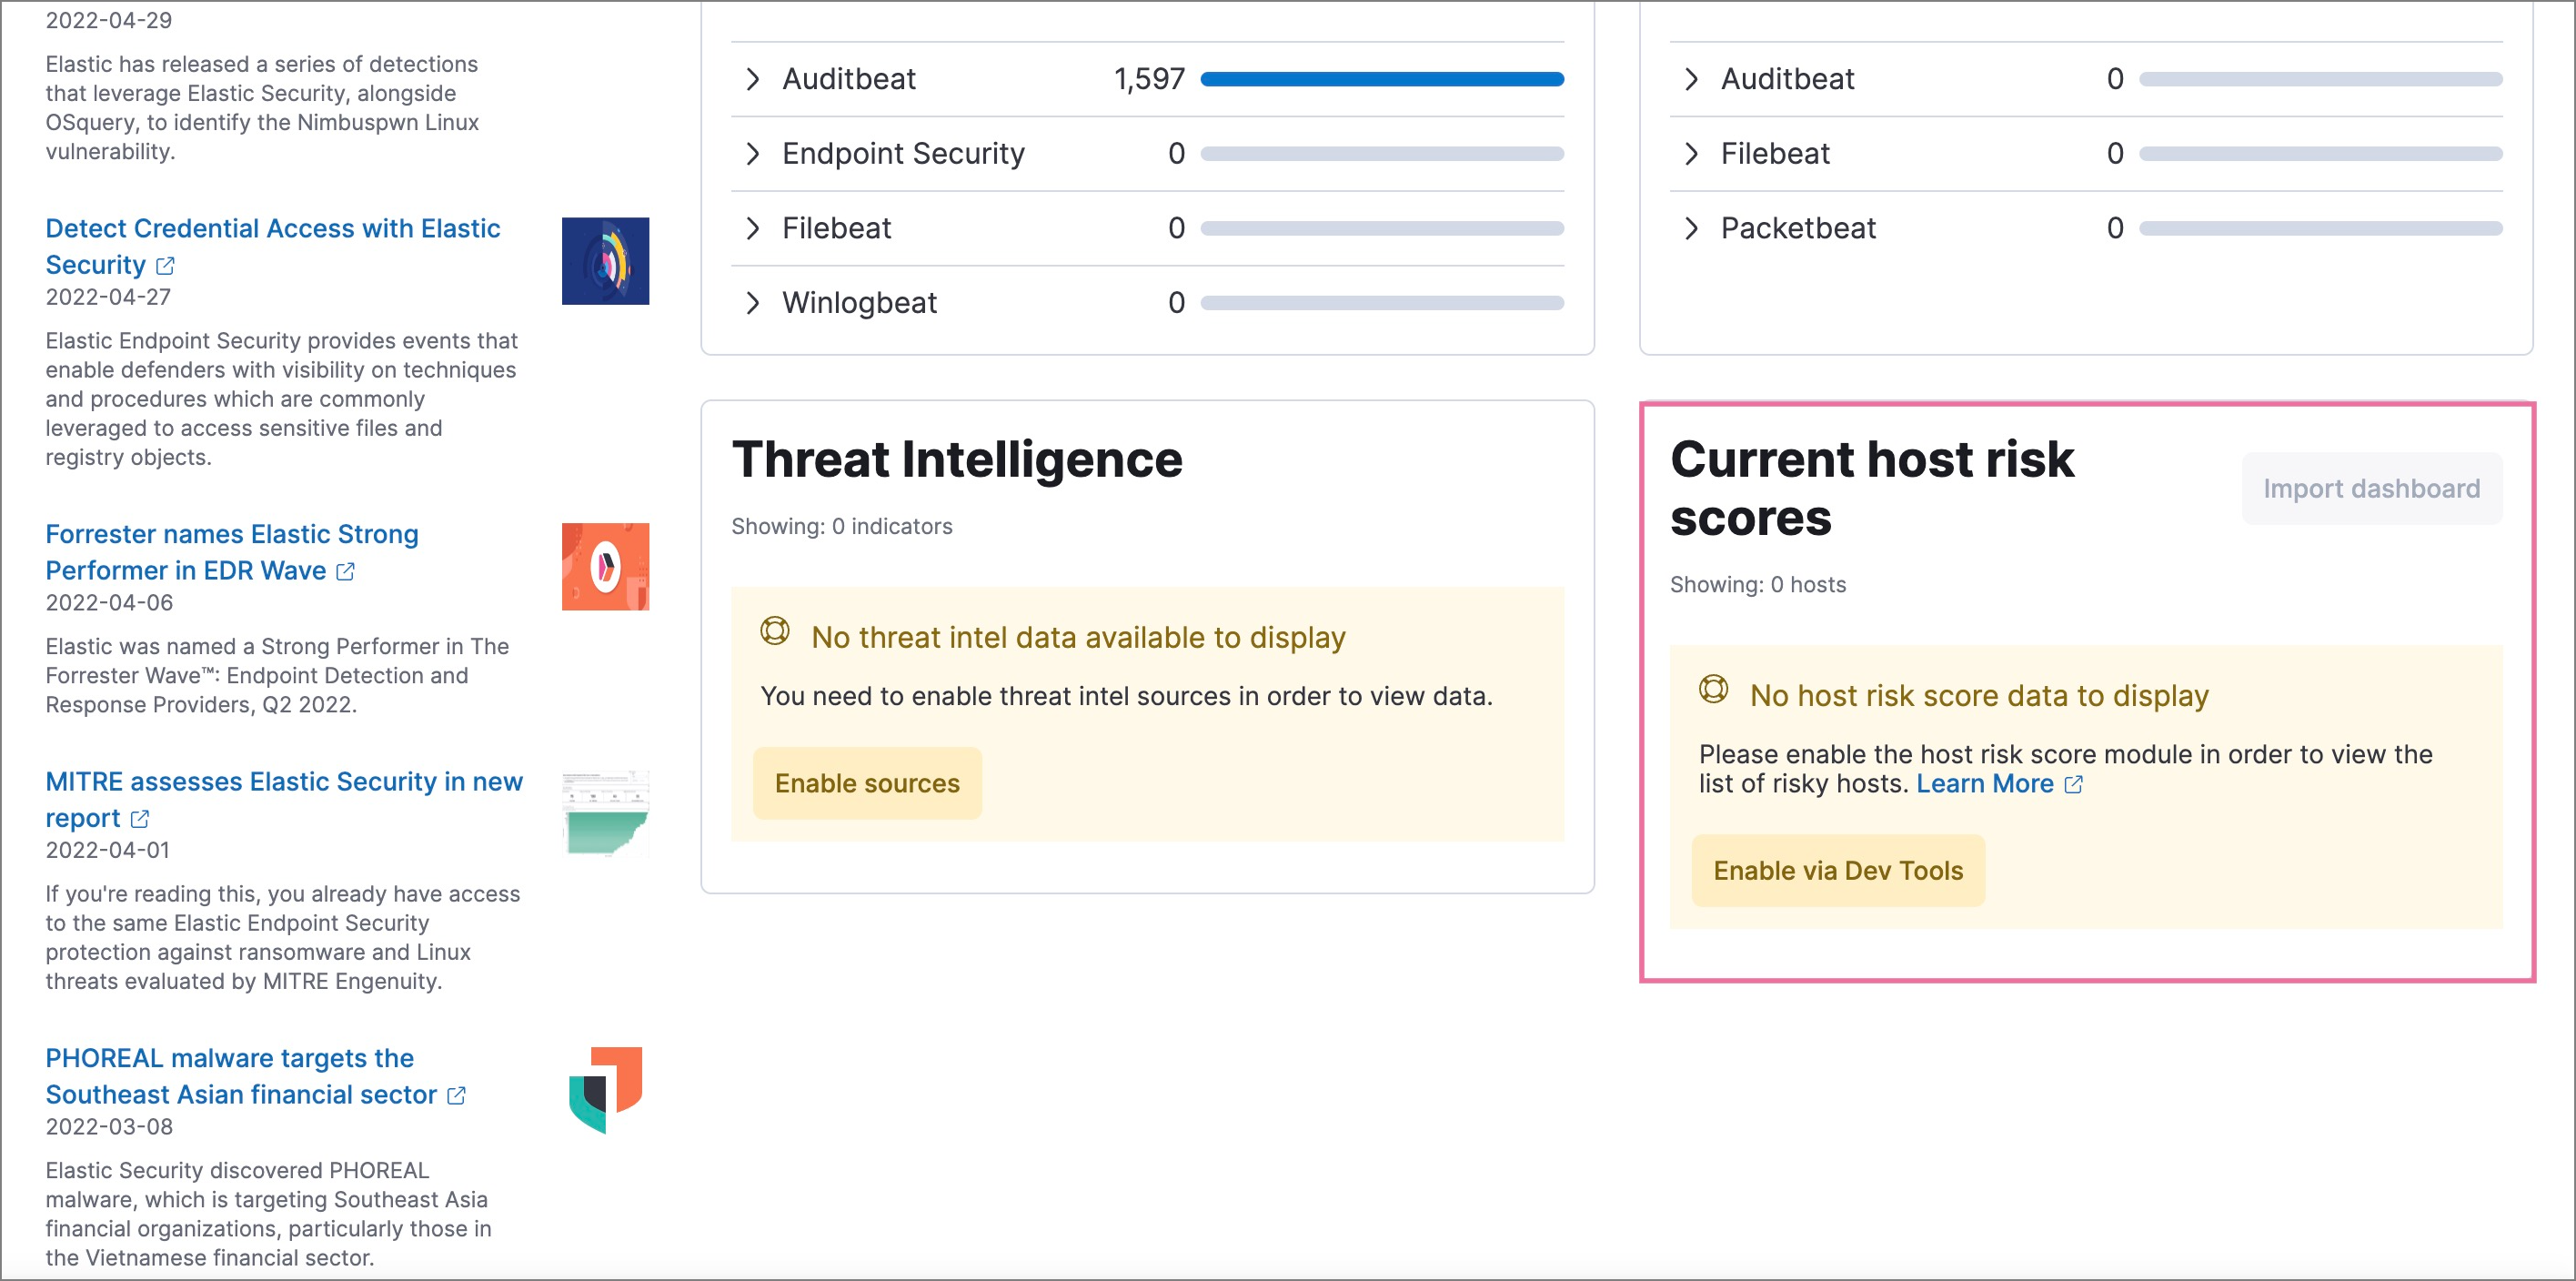 2022-04-29
Elastic has released a series of detections
that leverage Elastic Security, alongside
OSquery, to identify the Nimbuspwn Linux
vulnerability.
Detect Credential Access with Elastic
Security
2022-04-27
Elastic Endpoint Security provides events that
enable defenders with visibility on techniques
and procedures which are commonly
leveraged to access sensitive files and
registry objects.
Forrester names Elastic Strong
Performer in EDR Wave
2022-04-06
Elastic was named a Strong Performer in The
Forrester Wave™: Endpoint Detection and
Response Providers, Q2 2022.
MITRE assesses Elastic Security in new
report
2022-04-01
If you're reading this, you already have access
to the same Elastic Endpoint Security
protection against ransomware and Linux
threats evaluated by MITRE Engenuity.
PHOREAL malware targets the
Southeast Asian financial sector
2022-03-08
Elastic Security discovered PHOREAL
malware, which is targeting Southeast Asia
financial organizations, particularly those in
the Vietnamese financial sector.
Auditbeat 1,597
Endpoint Security 0
Filebeat 0
Winlogbeat 0
Auditbeat 0
Filebeat 0
Packetbeat 0
Threat Intelligence
Showing: 0 indicators
No threat intel data available to display
You need to enable threat intel sources in order to view data.
Enable sources
Current host risk
scores
Import dashboard
Showing: 0 hosts
No host risk score data to display
Please enable the host risk score module in order to view the
list of risky hosts. Learn More
Enable via Dev Tools